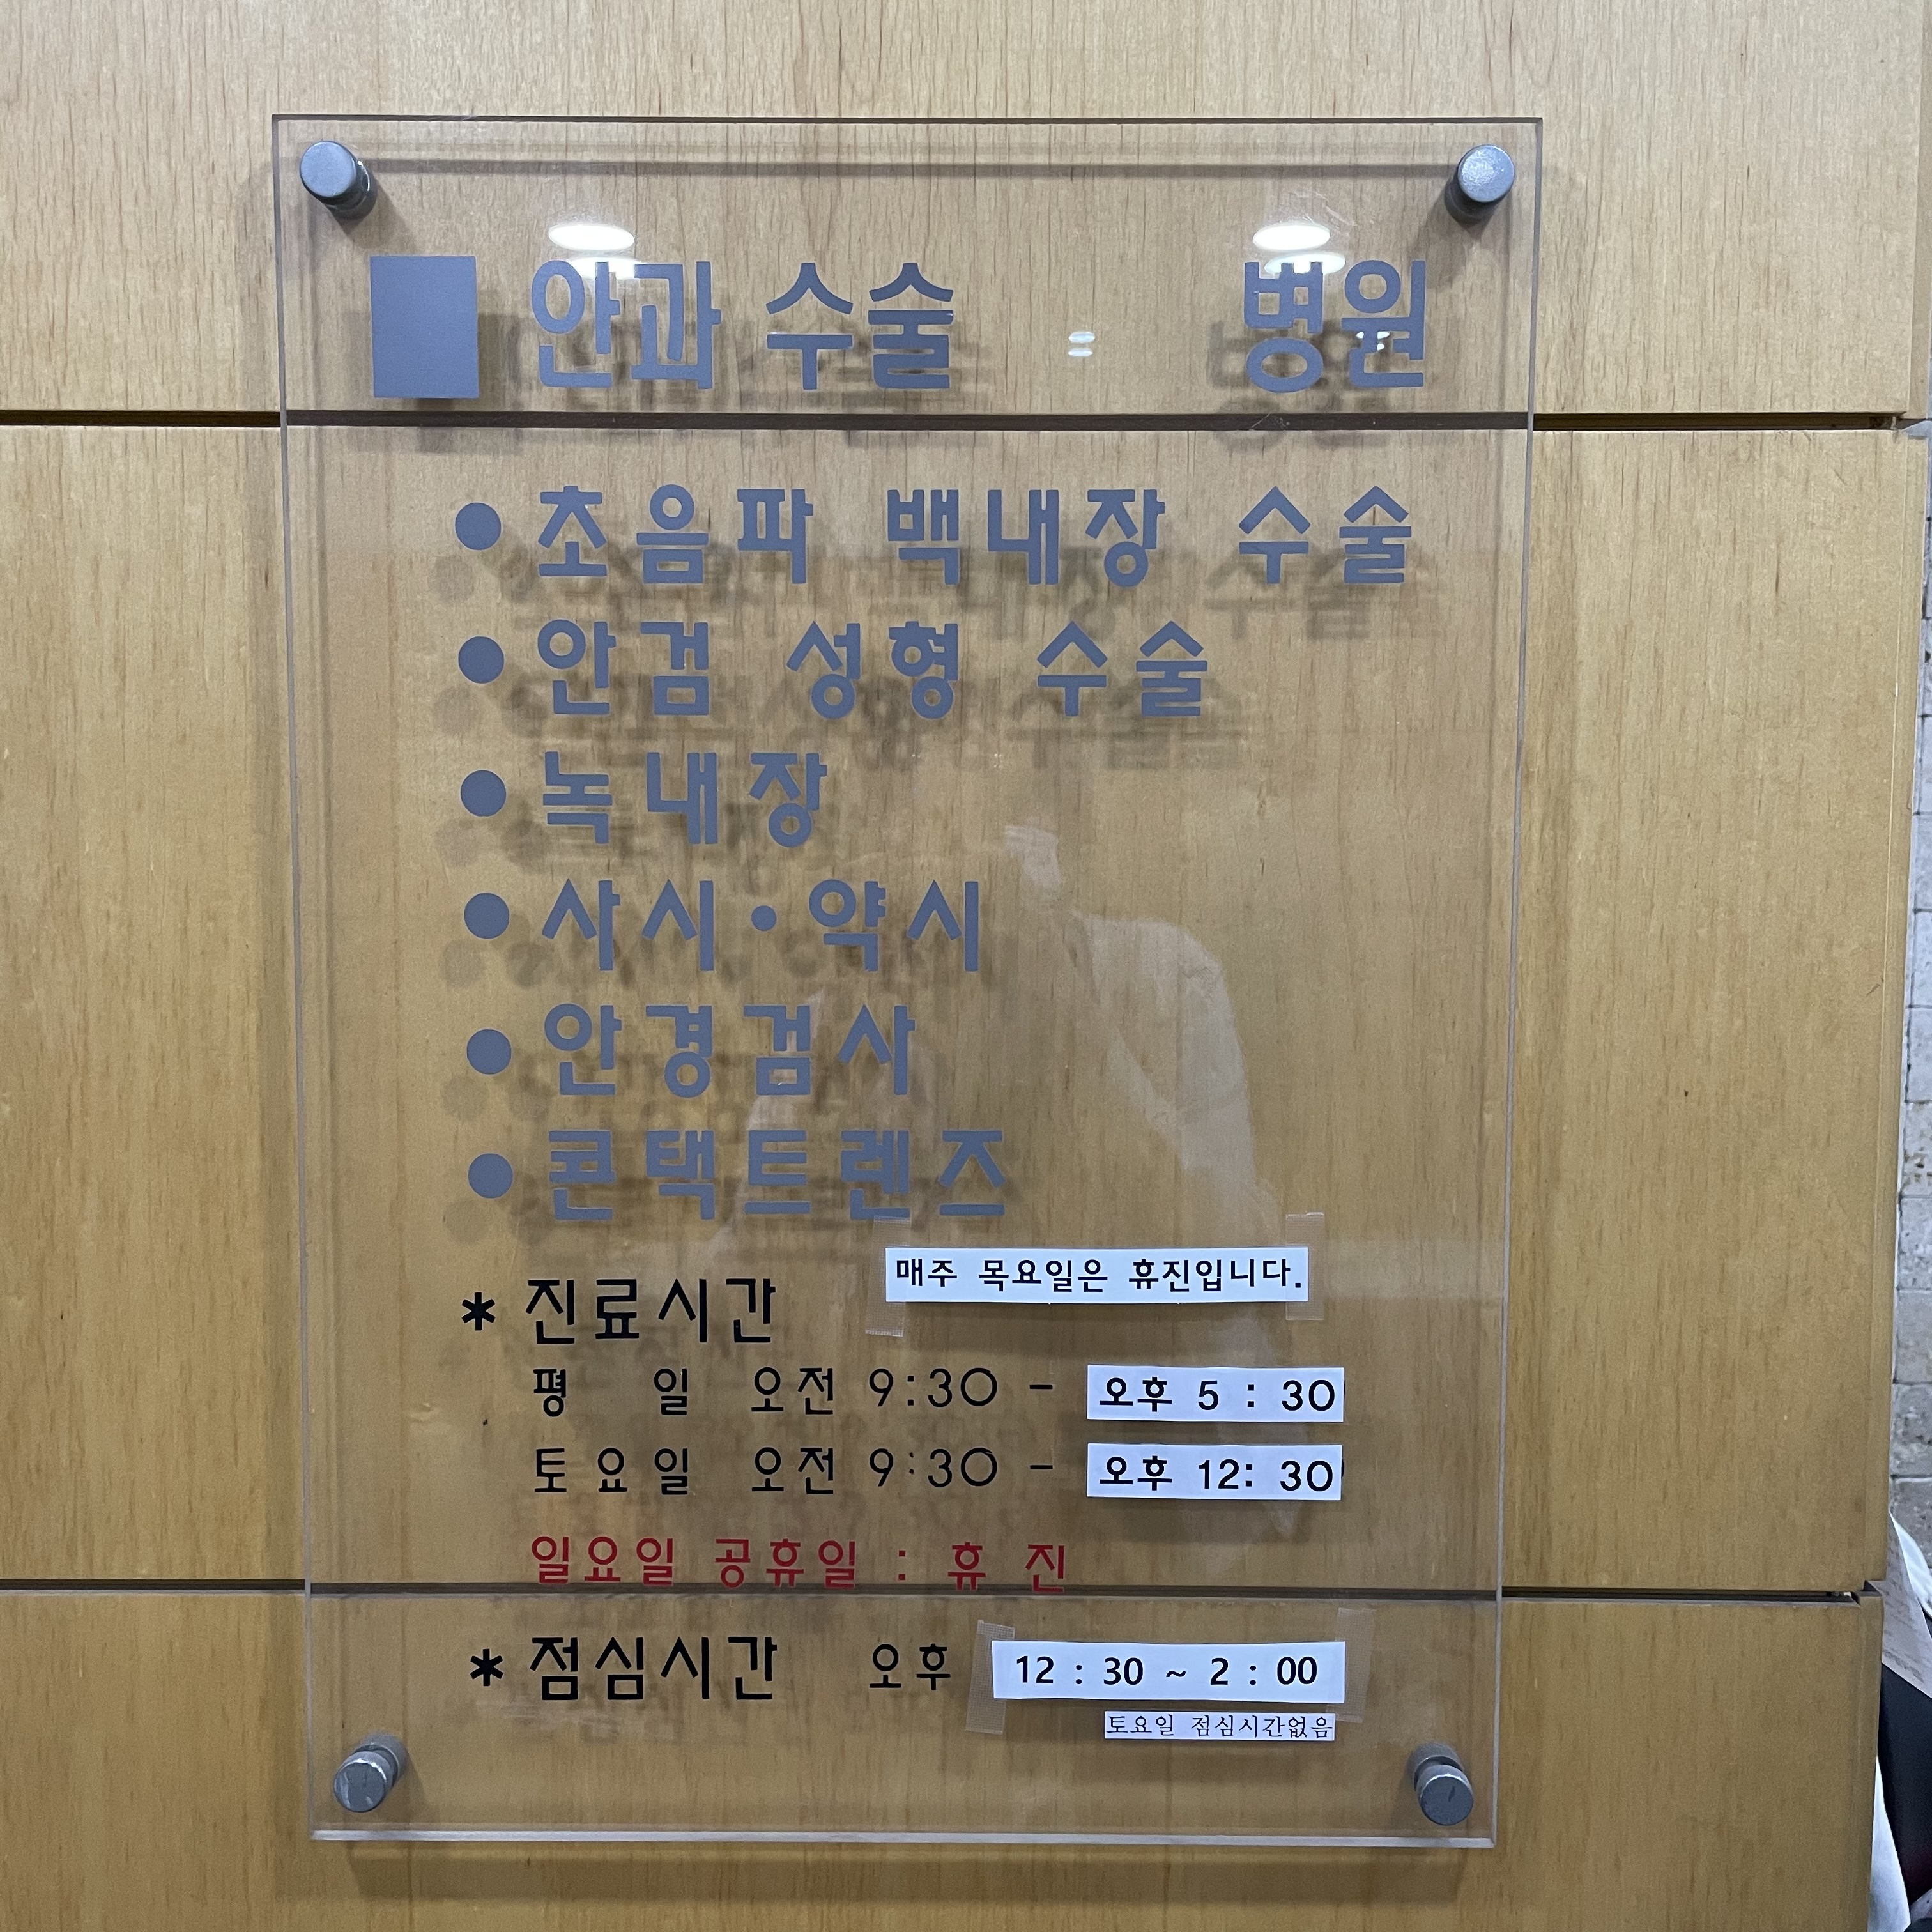 ■ 안과 수술 병원
● 초음파 백내장 수술
● 안검 성형 수술
● 녹내장
● 사시·약시
● 안경검사
● 콘택트렌즈
매주 목요일은 휴진입니다.
* 진료시간
평 일 오전 9:30 - 오후 5 : 30
토요일 오전 9:30 - 오후 12: 30
일요일 공휴일 : 휴 진
* 점심시간 오후 12 : 30 ~ 2 : 00
토요일 점심시간없음